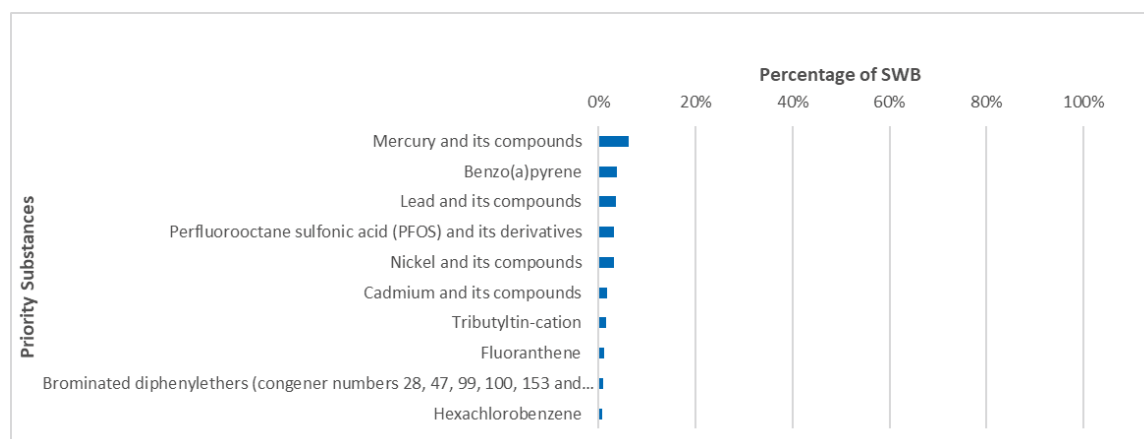 Percentage of SWB
0% 20% 40% 60% 80% 100%
Priority Substances
Mercury and its compounds
Benzo(a)pyrene
Lead and its compounds
Perfluorooctane sulfonic acid (PFOS) and its derivatives
Nickel and its compounds
Cadmium and its compounds
Tributyltin-cation
Fluoranthene
Brominated diphenylethers (congener numbers 28, 47, 99, 100, 153 and...
Hexachlorobenzene